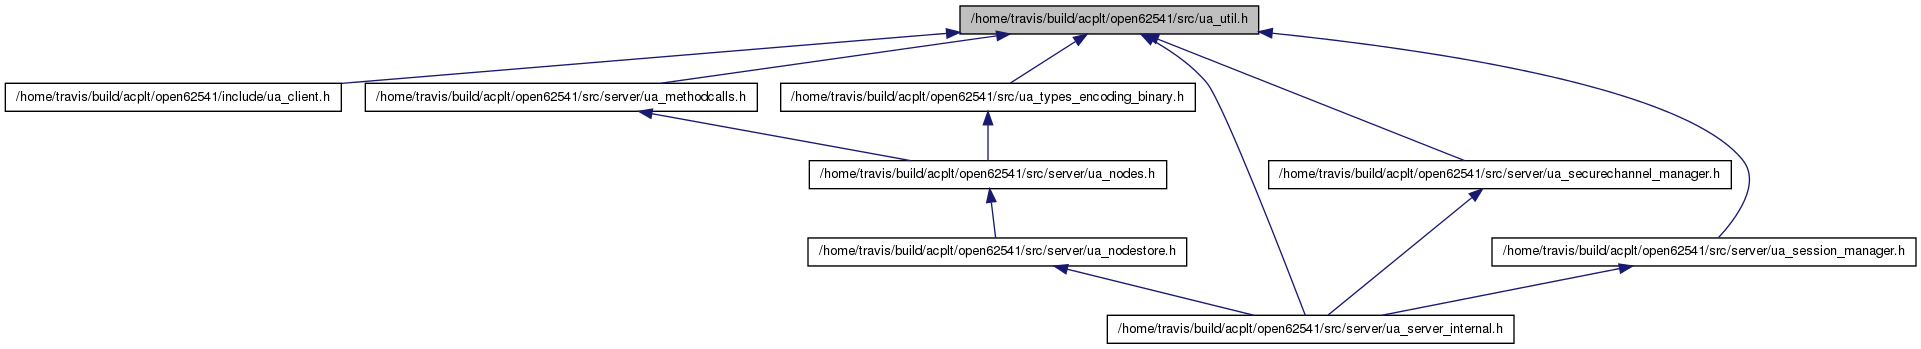 /home/travis/build/acplt/open62541/src/ua_util.h
/home/travis/build/acplt/open62541/include/ua_client.h
/home/travis/build/acplt/open62541/src/server/ua_methodcalls.h
/home/travis/build/acplt/open62541/src/ua_types_encoding_binary.h
/home/travis/build/acplt/open62541/src/server/ua_nodes.h
/home/travis/build/acplt/open62541/src/server/ua_securechannel_manager.h
/home/travis/build/acplt/open62541/src/server/ua_nodestore.h
/home/travis/build/acplt/open62541/src/server/ua_session_manager.h
/home/travis/build/acplt/open62541/src/server/ua_server_internal.h